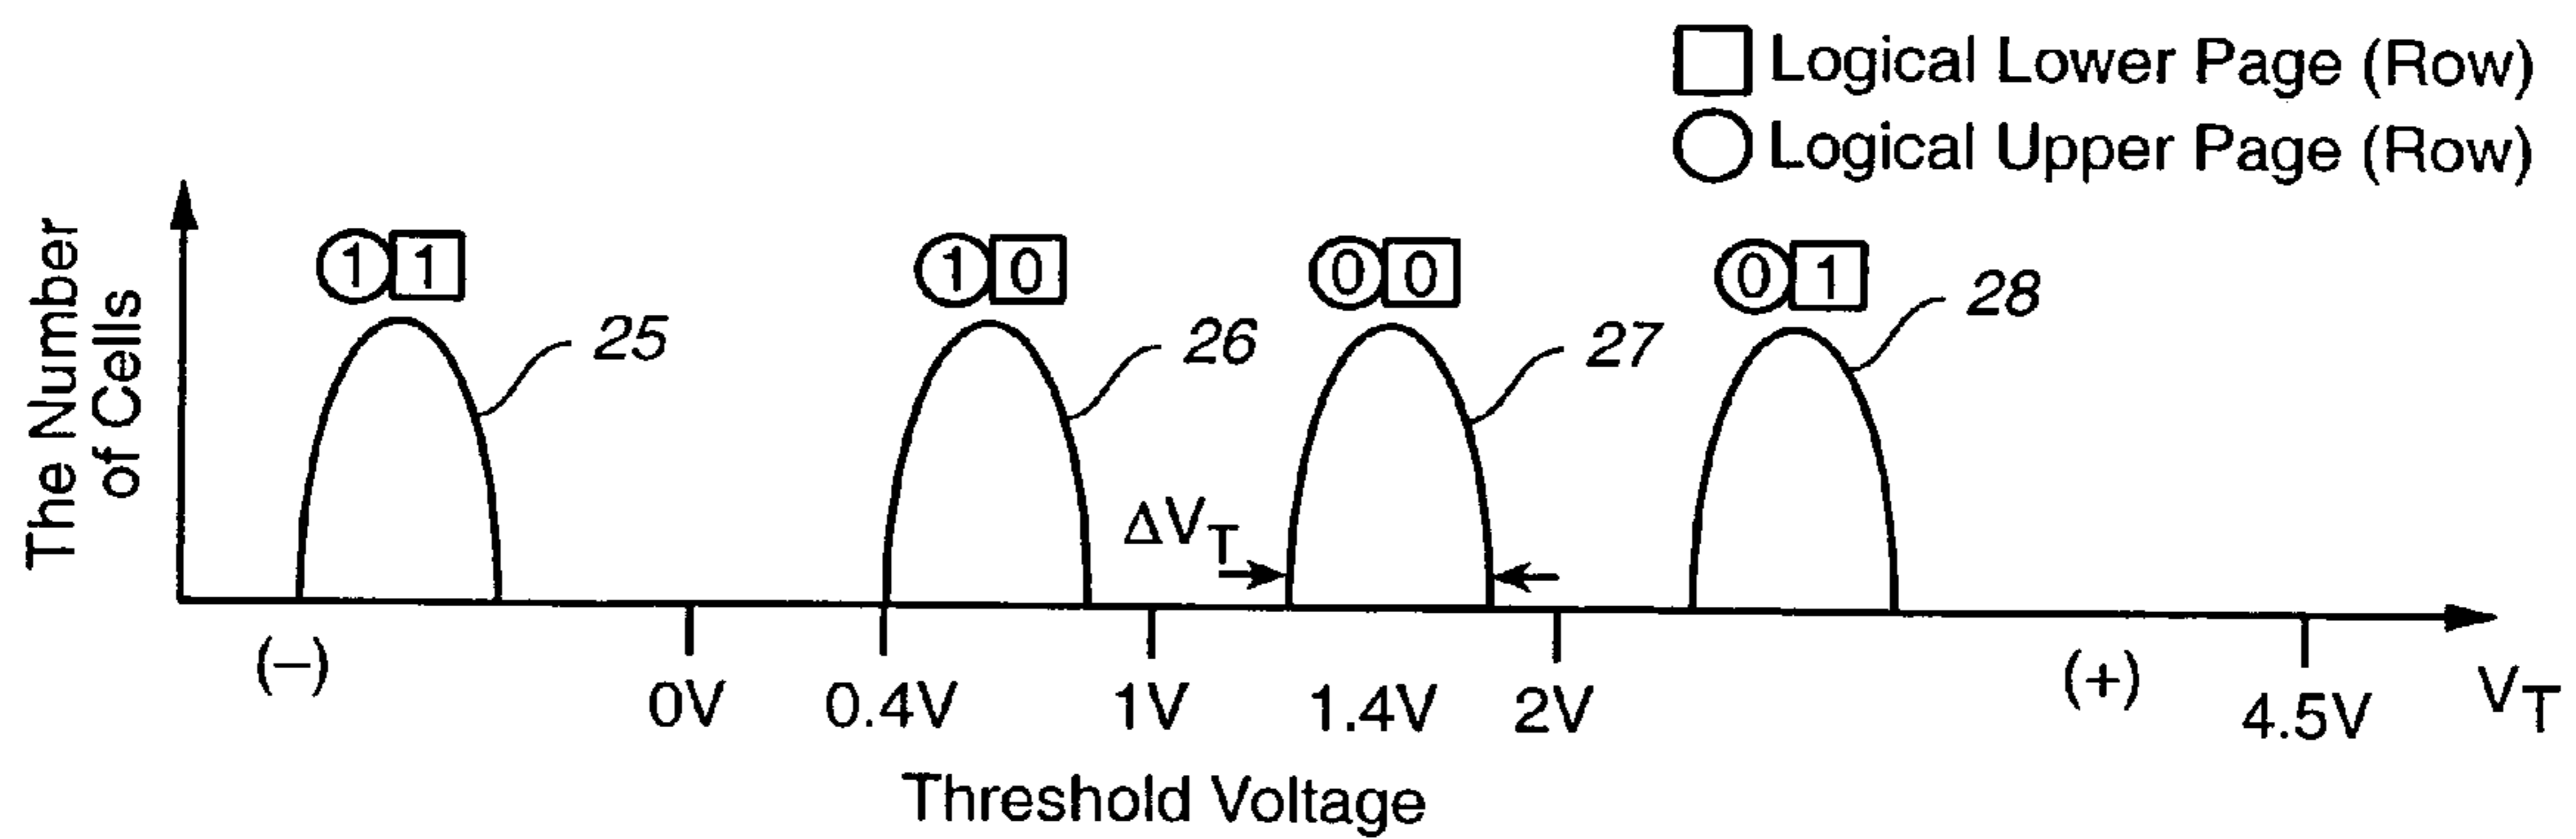 Logical Lower Page (Row)
Logical Upper Page (Row)
The Number
of Cells
1 1
25
1 0
26
0 0
27
0 1
28
ΔVT
(–)
0V
0.4V
1V
1.4V
2V
(+)
4.5V
VT
Threshold Voltage